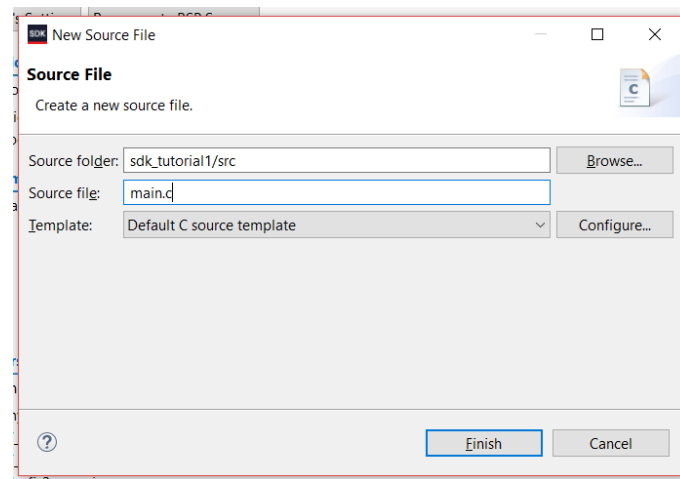 SDK New Source File
Source File
Create a new source file.
C
Source folder: sdk_tutorial1/src Browse...
Source file: main.c
Template: Default C source template Configure...
? Finish Cancel